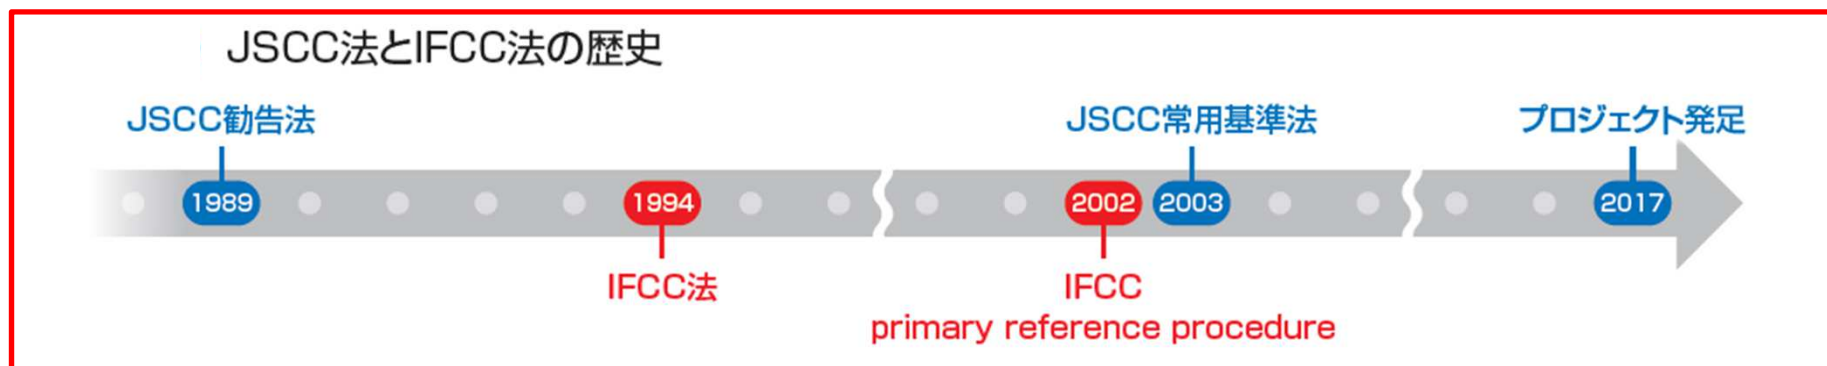 JSCC法とIFCC法の歴史
JSCC勧告法
JSCC常用基準法
プロジェクト発足
1989
1994
2002
2003
2017
IFCC法
IFCC
primary reference procedure